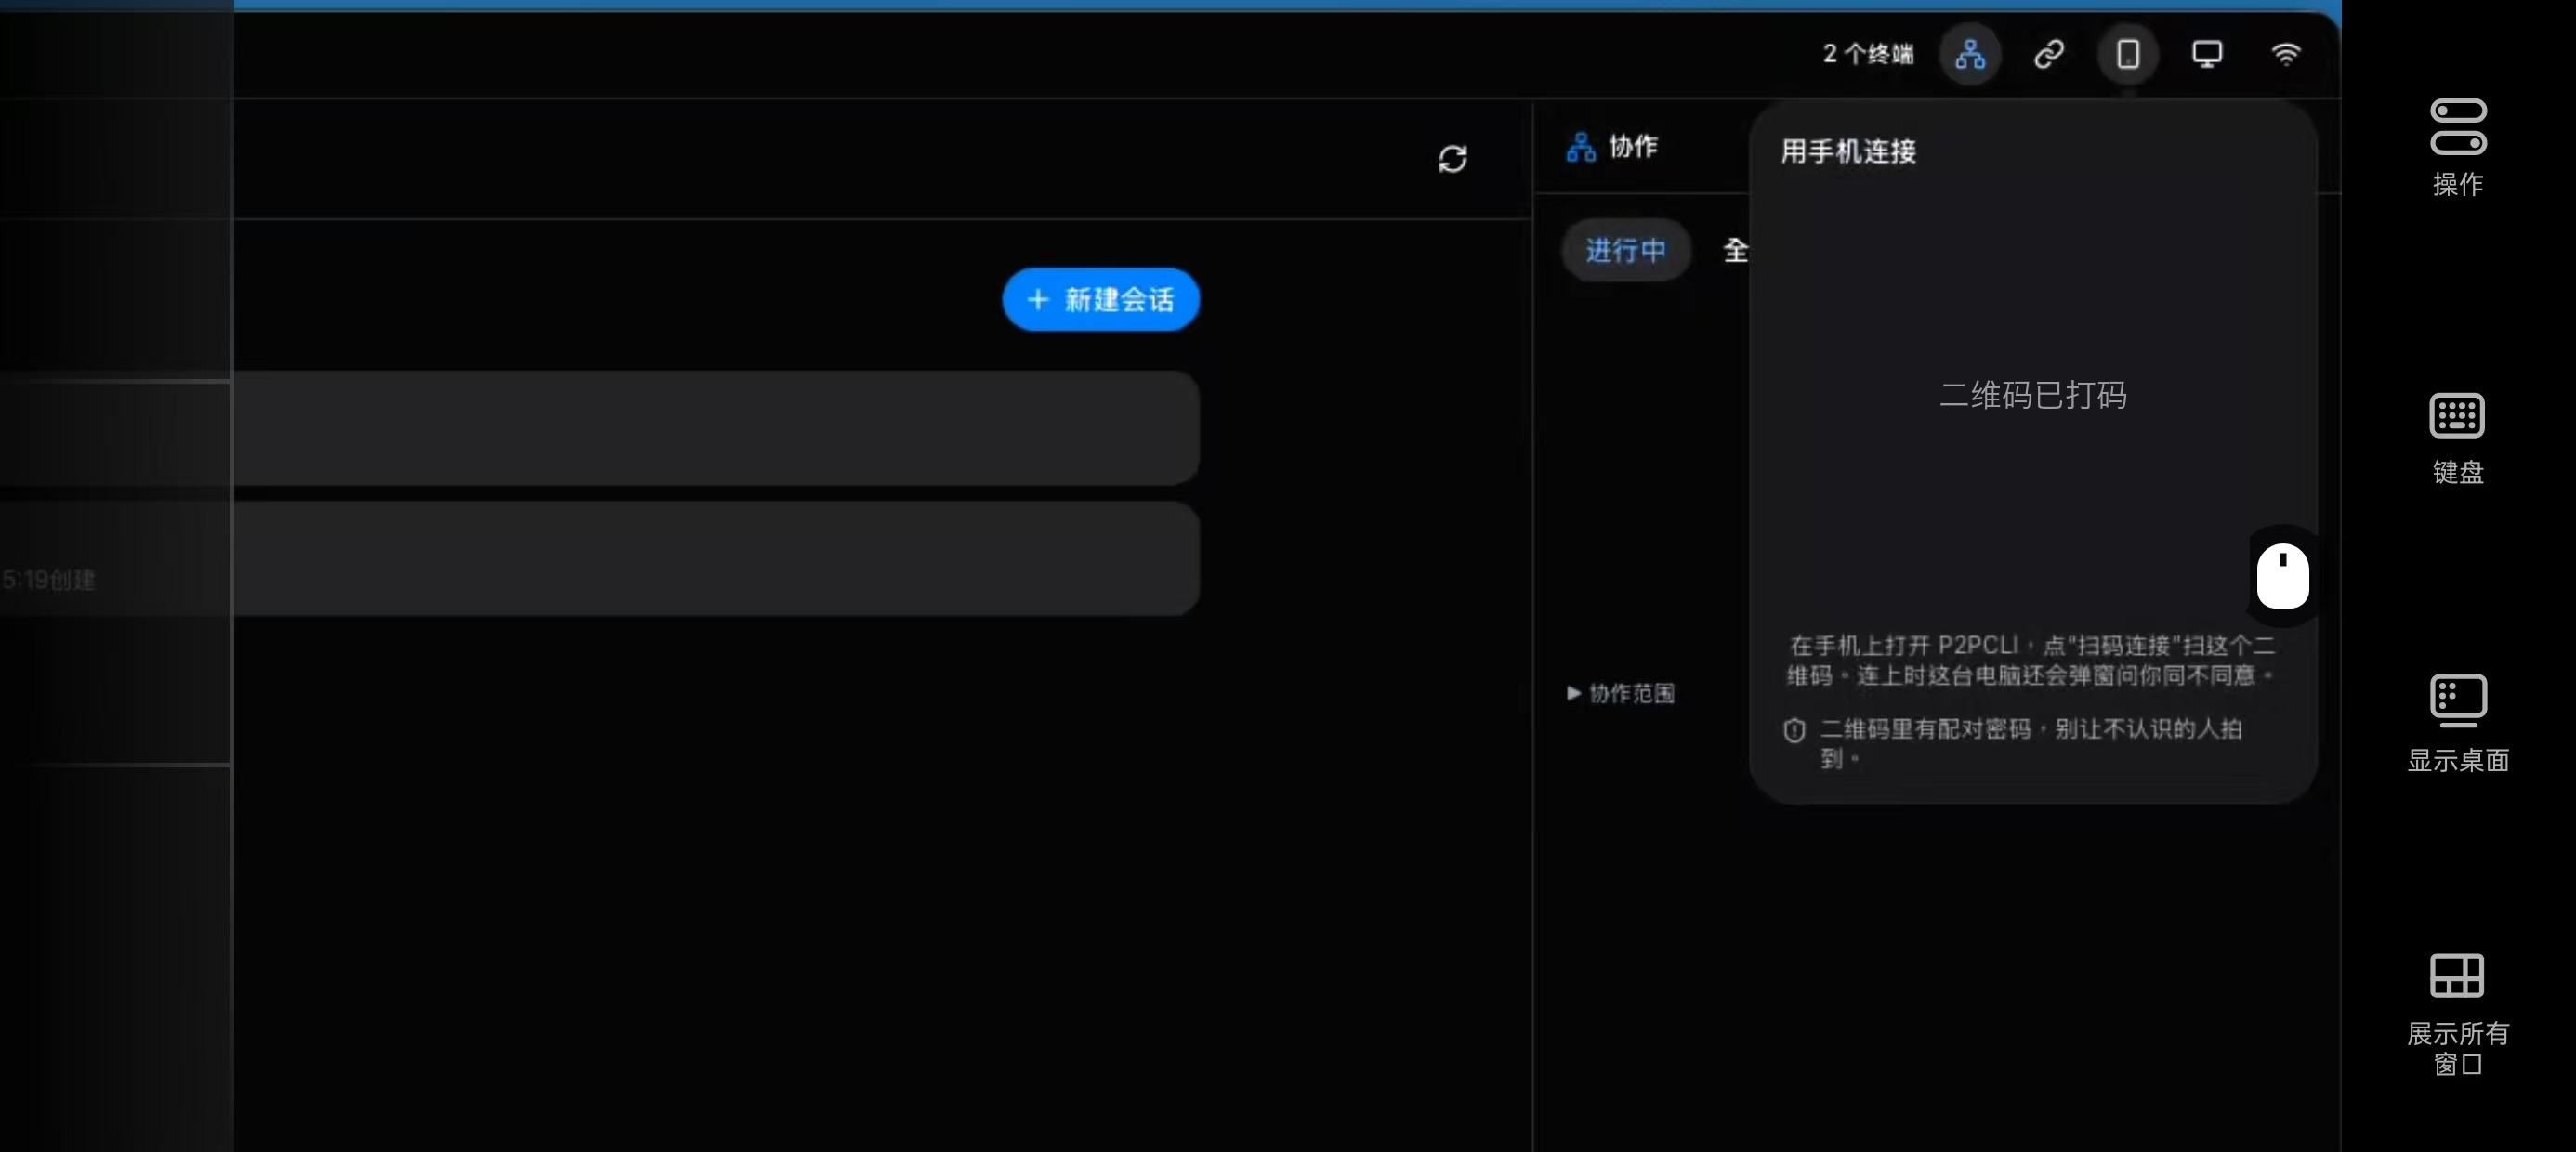 2 个终端
协作
用手机连接
进行中
全
+ 新建会话
二维码已打码
5:19创建
在手机上打开 P2PCLI，点"扫码连接"扫这个二
维码。连上时这台电脑还会弹窗问你同不同意。
▶ 协作范围
二维码里有配对密码，别让不认识的人拍
到。
操作
键盘
显示桌面
展示所有
窗口